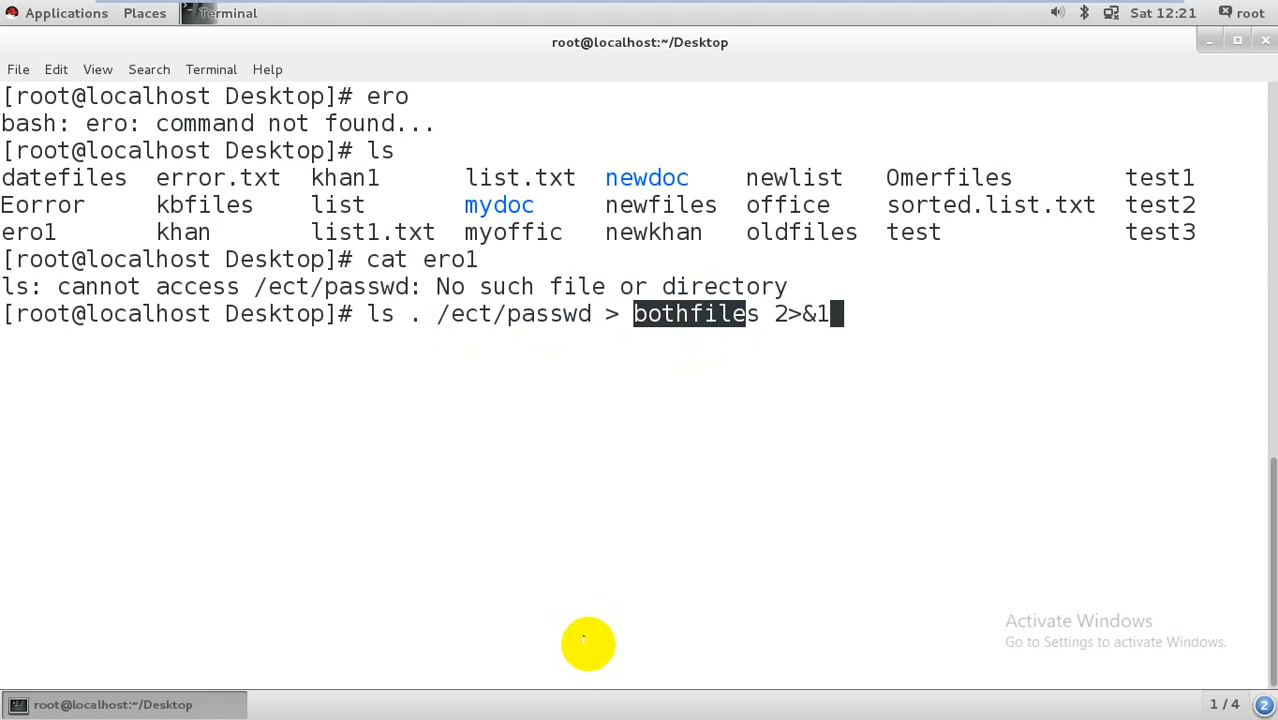 Applications Places Terminal Sat 12:21 root
root@localhost:~/Desktop
File Edit View Search Terminal Help
[root@localhost Desktop]# ero
bash: ero: command not found...
[root@localhost Desktop]# ls
datefiles error.txt khan1 list.txt newdoc newlist Omerfiles test1
Eorror kbfiles list mydoc newfiles office sorted.list.txt test2
ero1 khan list1.txt myoffic newkhan oldfiles test test3
[root@localhost Desktop]# cat ero1
ls: cannot access /ect/passwd: No such file or directory
[root@localhost Desktop]# ls . /ect/passwd > bothfiles 2>&1
Activate Windows
Go to Settings to activate Windows.
root@localhost:~/Desktop 1 / 4 2